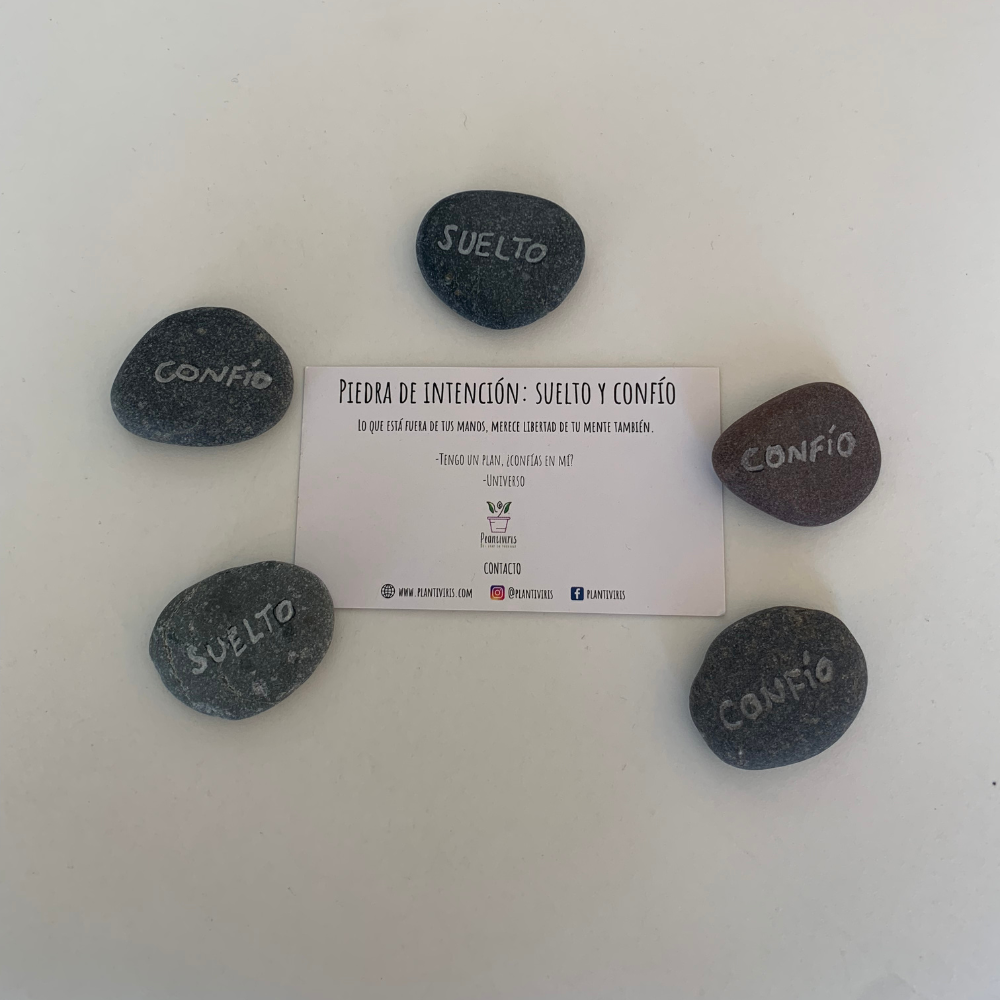 SUELTO
CONFÍO
PIEDRA DE INTENCIÓN: SUELTO Y CONFÍO
LO QUE ESTÁ FUERA DE TUS MANOS, MERECE LIBERTAD DE TU MENTE TAMBIÉN.
-TENGO UN PLAN, ¿CONFÍAS EN MÍ?
-UNIVERSO
Plantiviris
CONTACTO
WWW.PLANTIVIRIS.COM @PLANTIVIRIS PLANTIVIRIS
CONFÍO
SUELTO
CONFÍO